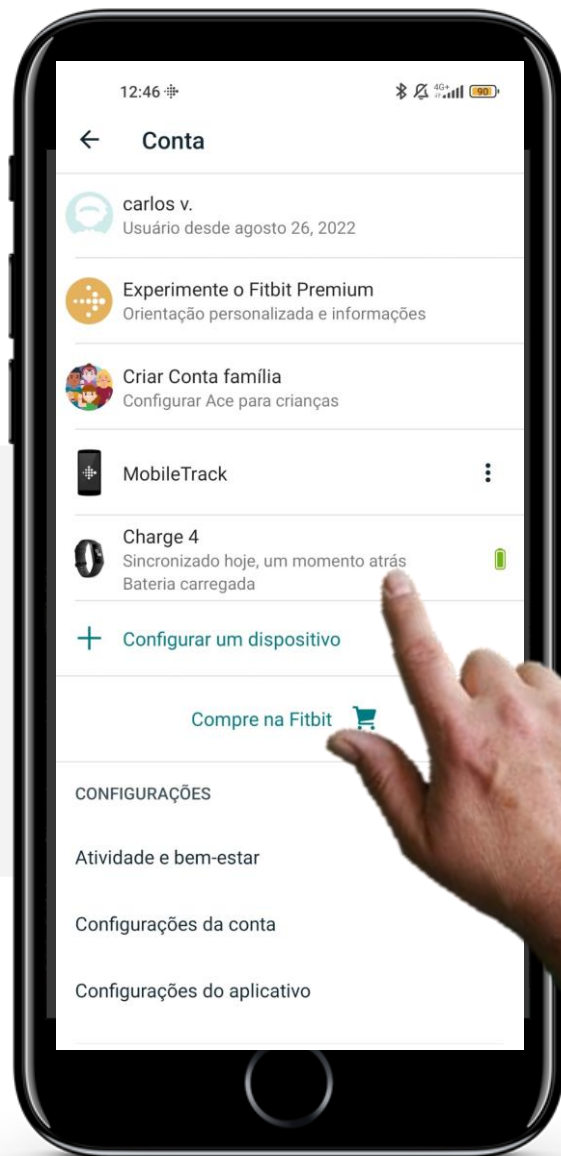 12:46
4G+
90
Conta
carlos v.
Usuário desde agosto 26, 2022
Experimente o Fitbit Premium
Orientação personalizada e informações
Criar Conta família
Configurar Ace para crianças
MobileTrack
Charge 4
Sincronizado hoje, um momento atrás
Bateria carregada
Configurar um dispositivo
Compre na Fitbit
CONFIGURAÇÕES
Atividade e bem-estar
Configurações da conta
Configurações do aplicativo